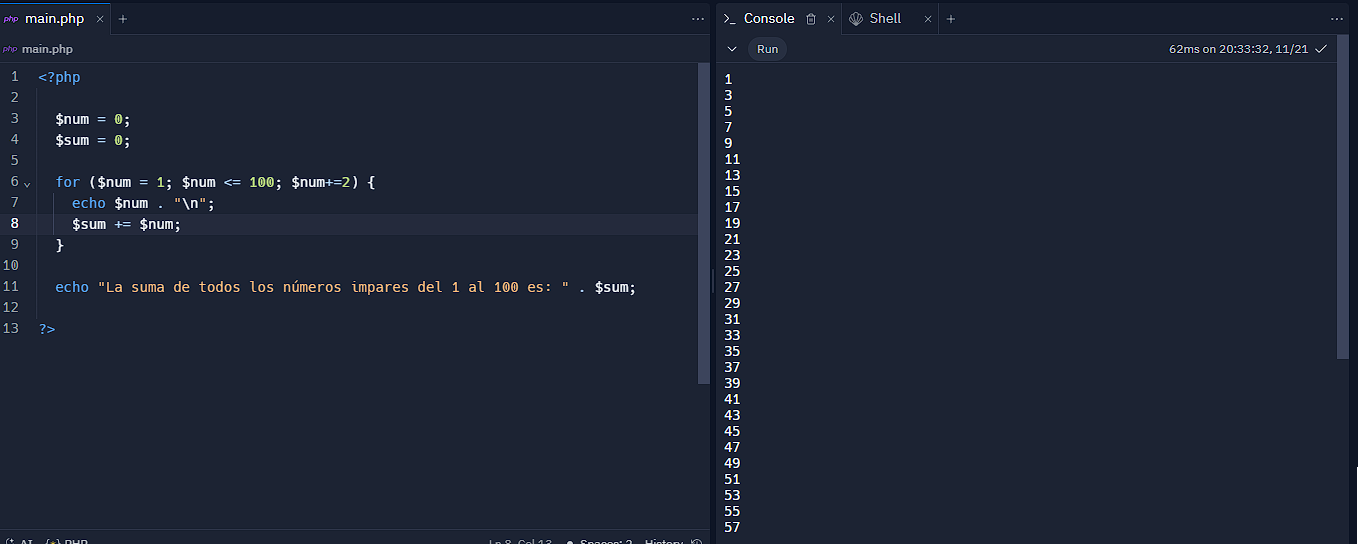 php main.php × +
php main.php
1 <?php
2
3 $num = 0;
4 $sum = 0;
5
6 for ($num = 1; $num <= 100; $num+=2) {
7 echo $num . "\n";
8 $sum += $num;
9 }
10
11 echo "La suma de todos los números impares del 1 al 100 es: " . $sum;
12
13 ?>
AI {} PHP Ln 8, Col 13 Spaces: 2 History
>_ Console × Shell × +
Run 62ms on 20:33:32, 11/21
1
3
5
7
9
11
13
15
17
19
21
23
25
27
29
31
33
35
37
39
41
43
45
47
49
51
53
55
57